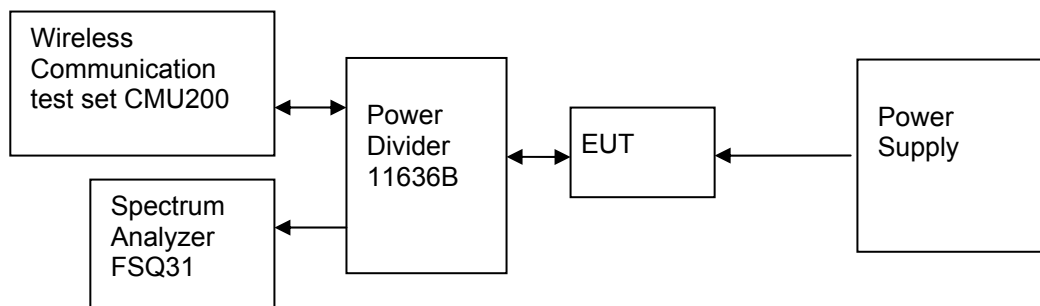 Wireless
Communication
test set CMU200
Power
Divider
11636B
EUT
Power
Supply
Spectrum
Analyzer
FSQ31